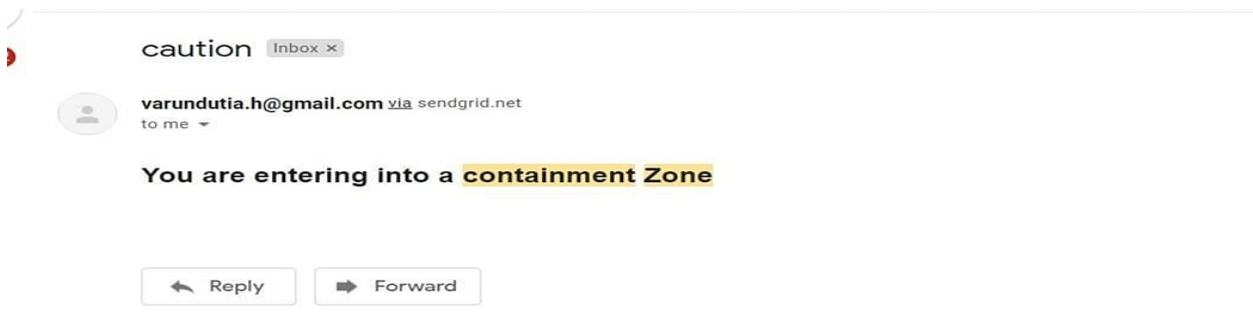 caution Inbox ×
varundutia.h@gmail.com via sendgrid.net
to me
You are entering into a containment Zone
Reply Forward